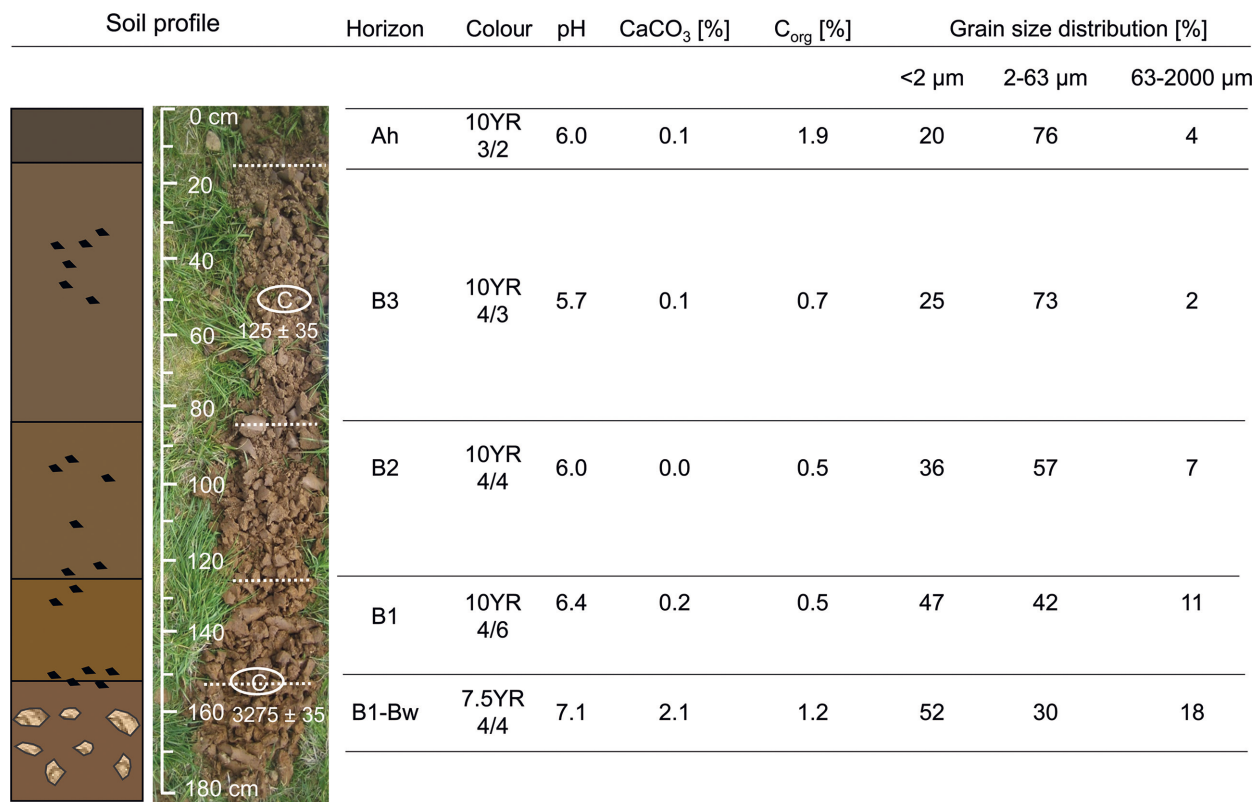 Soil profile Horizon Colour pH CaCO₃ [%] C_org [%] Grain size distribution [%]
<2 µm 2-63 µm 63-2000 µm
0 cm
Ah 10YR 3/2 6.0 0.1 1.9 20 76 4
20
40
B3 10YR 4/3 5.7 0.1 0.7 25 73 2
C
125 ± 35
60
80
B2 10YR 4/4 6.0 0.0 0.5 36 57 7
100
120
B1 10YR 4/6 6.4 0.2 0.5 47 42 11
140
C
160 3275 ± 35
B1-Bw 7.5YR 4/4 7.1 2.1 1.2 52 30 18
180 cm